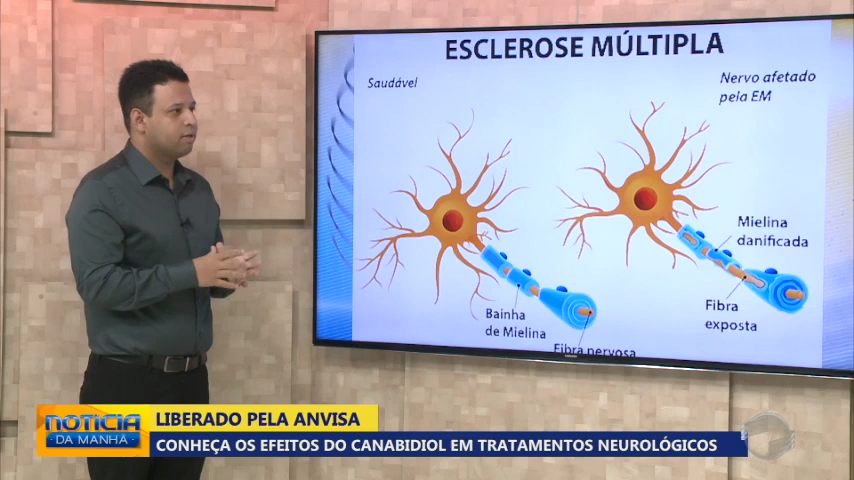 ESCLEROSE MÚLTIPLA
Saudável
Nervo afetado
pela EM
Mielina
danificada
Fibra
exposta
Bainha
de Mielina
Fibra nervosa
NOTICIA
DA MANHÃ
LIBERADO PELA ANVISA
CONHEÇA OS EFEITOS DO CANABIDIOL EM TRATAMENTOS NEUROLÓGICOS